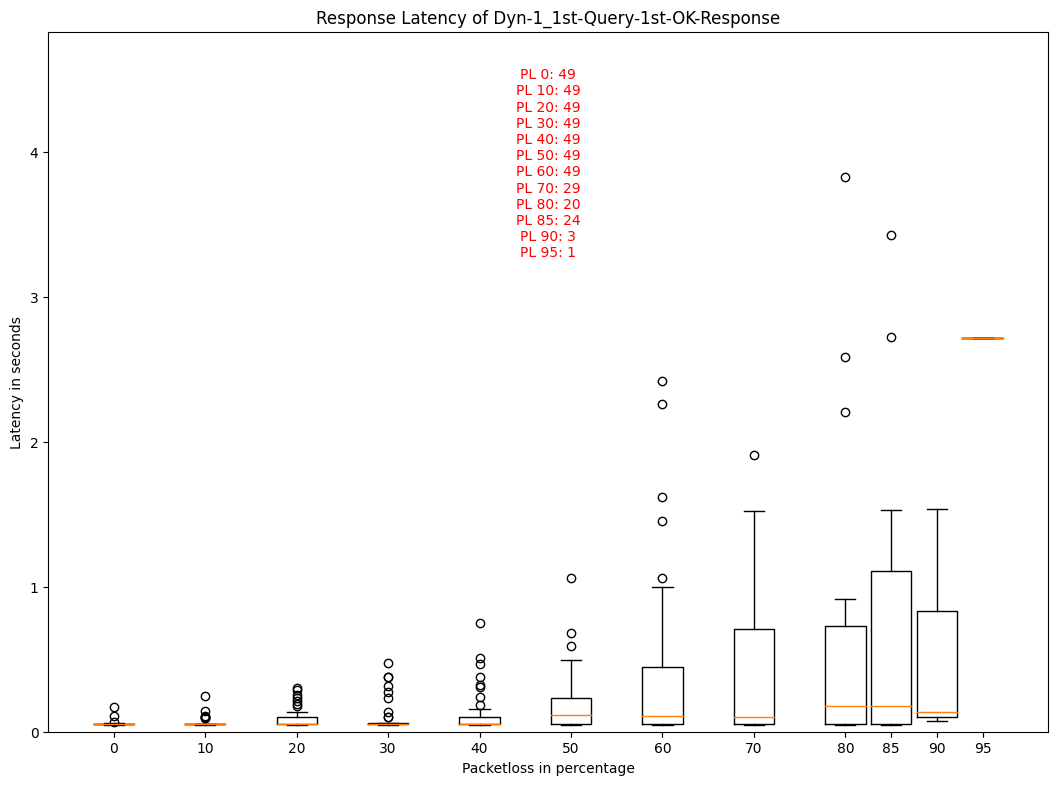 Response Latency of Dyn-1_1st-Query-1st-OK-Response
PL 0: 49
PL 10: 49
PL 20: 49
PL 30: 49
PL 40: 49
PL 50: 49
PL 60: 49
PL 70: 29
PL 80: 20
PL 85: 24
PL 90: 3
PL 95: 1
Latency in seconds
4
3
2
1
0
0 10 20 30 40 50 60 70 80 85 90 95
Packetloss in percentage